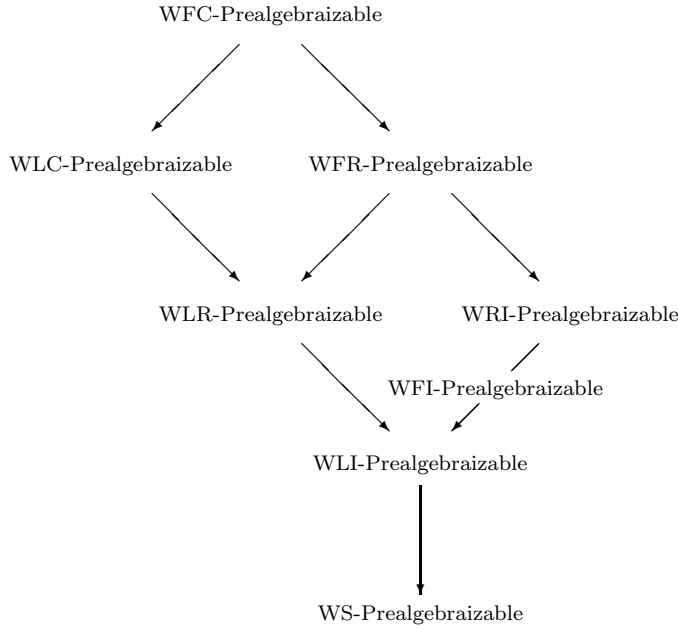 WFC-Prealgebraizable
WLC-Prealgebraizable
WFR-Prealgebraizable
WLR-Prealgebraizable
WRI-Prealgebraizable
WFI-Prealgebraizable
WLI-Prealgebraizable
WS-Prealgebraizable